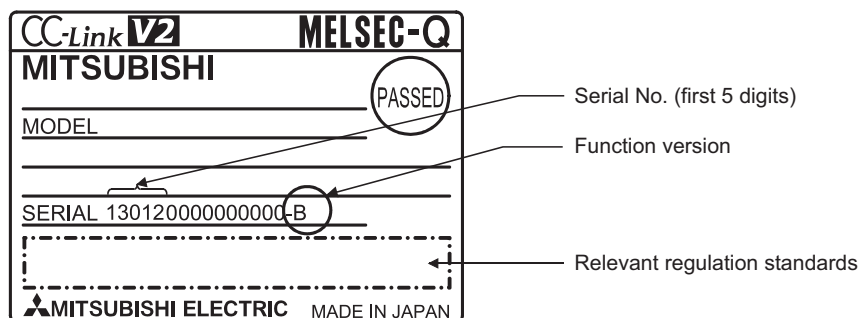 CC-Link V2 MELSEC-Q
MITSUBISHI
PASSED
MODEL
SERIAL 130120000000000-B
MITSUBISHI ELECTRIC MADE IN JAPAN
Serial No. (first 5 digits)
Function version
Relevant regulation standards